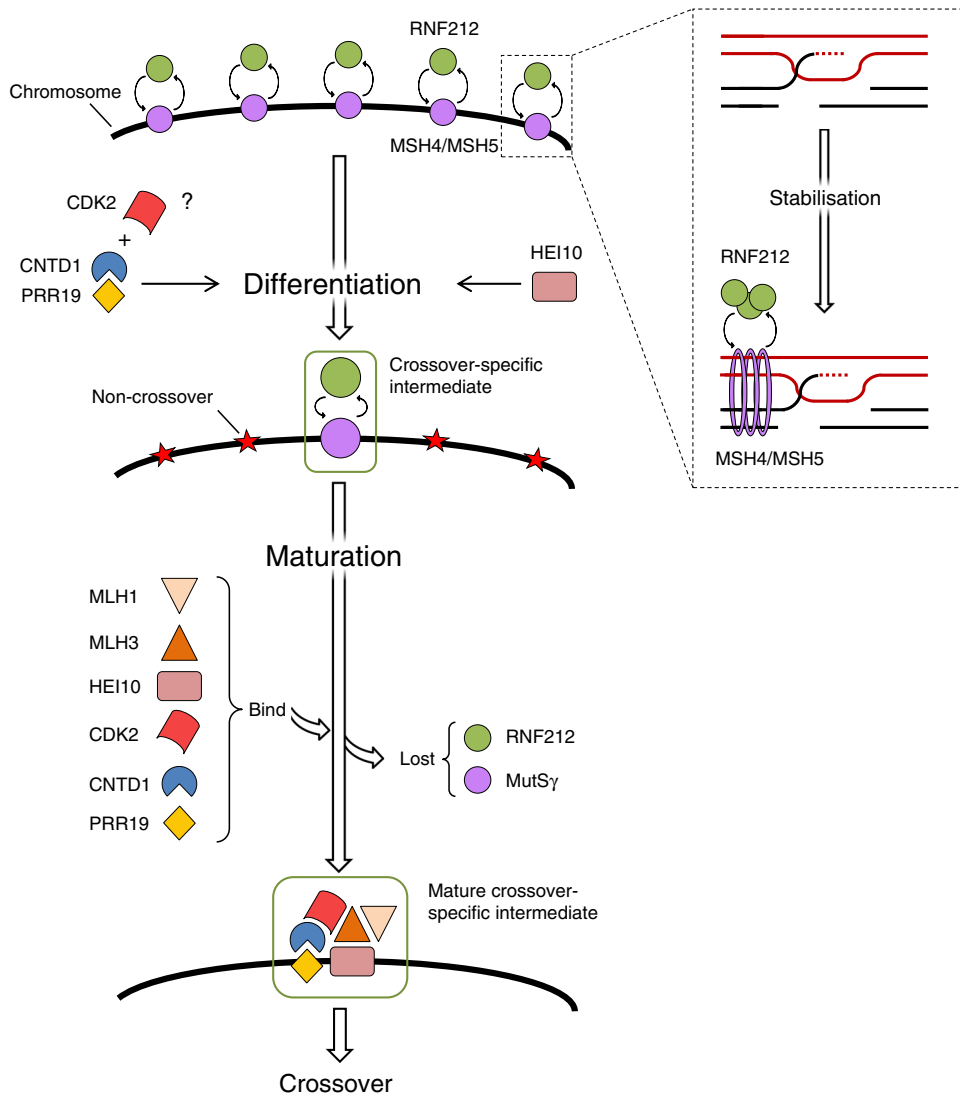 RNF212
Chromosome
MSH4/MSH5
Stabilisation
RNF212
MSH4/MSH5
CDK2
?
+
CNTD1
PRR19
Differentiation
HEI10
Crossover-specific
intermediate
Non-crossover
Maturation
MLH1
MLH3
HEI10
CDK2
CNTD1
PRR19
Bind
Lost
RNF212
MutSγ
Mature crossover-
specific intermediate
Crossover